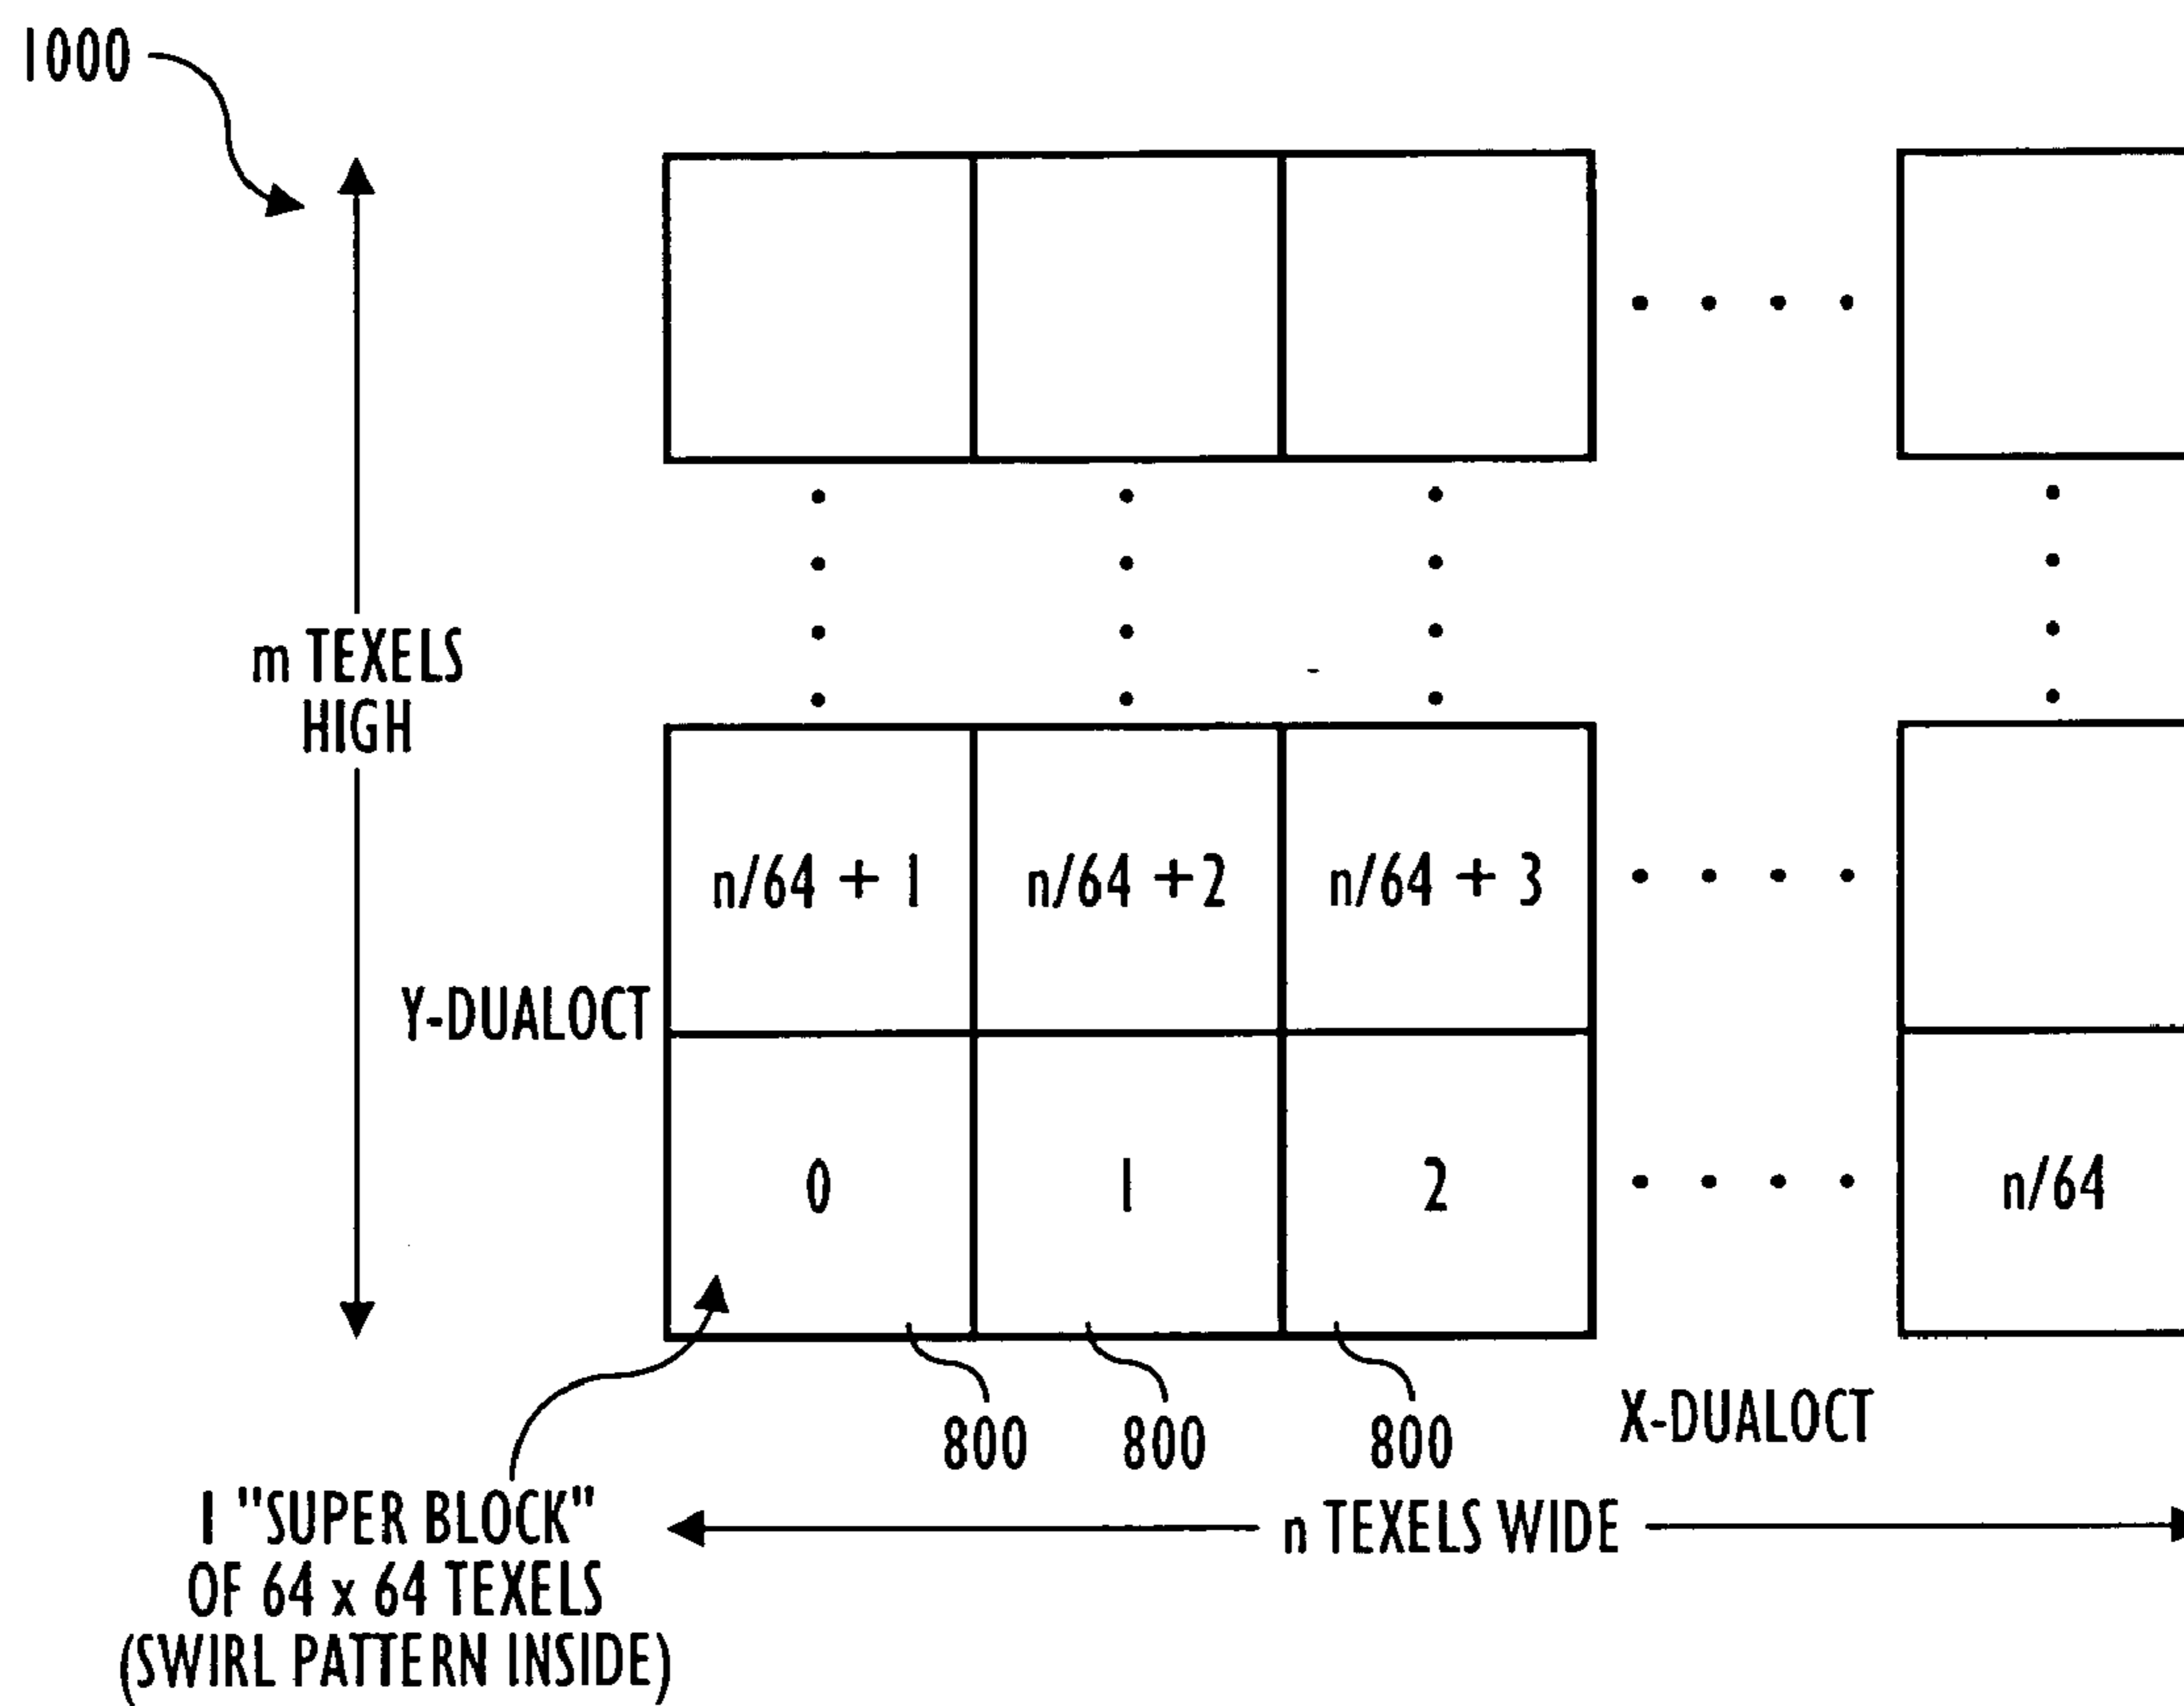 1000
m TEXELS
HIGH
n/64 + 1
n/64 +2
n/64 + 3
Y-DUALOCT
0
1
2
n/64
800
800
800
X-DUALOCT
1 "SUPER BLOCK"
OF 64 x 64 TEXELS
(SWIRL PATTERN INSIDE)
n TEXELS WIDE